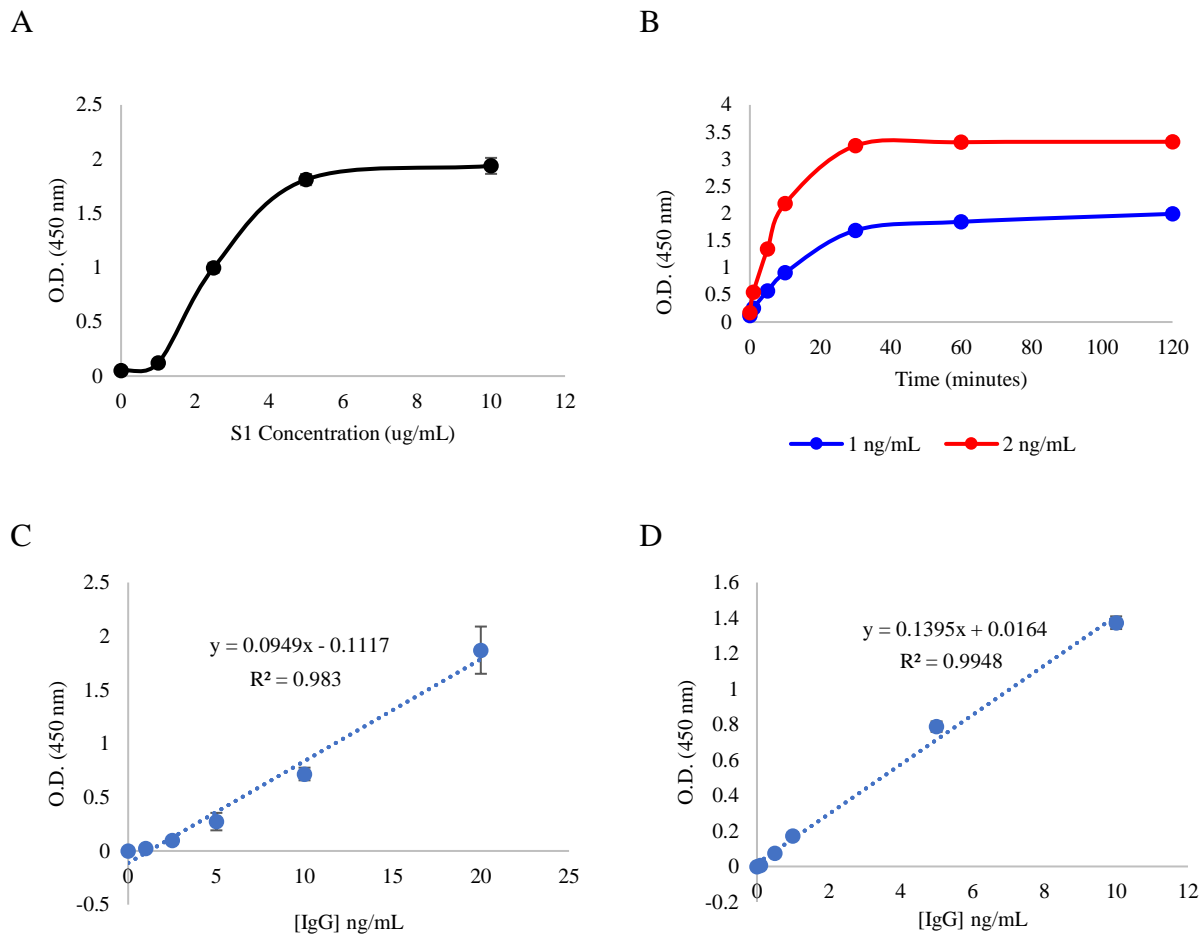 A
2.5
2
1.5
1
0.5
0
O.D. (450 nm)
0 2 4 6 8 10 12
S1 Concentration (ug/mL)
B
4
3.5
3
2.5
2
1.5
1
0.5
0
O.D. (450 nm)
0 20 40 60 80 100 120
Time (minutes)
1 ng/mL 2 ng/mL
C
2.5
2
1.5
1
0.5
0
-0.5
O.D. (450 nm)
y = 0.0949x - 0.1117
R² = 0.983
0 5 10 15 20 25
[IgG] ng/mL
D
1.6
1.4
1.2
1
0.8
0.6
0.4
0.2
0
-0.2
O.D. (450 nm)
y = 0.1395x + 0.0164
R² = 0.9948
0 2 4 6 8 10 12
[IgG] ng/mL